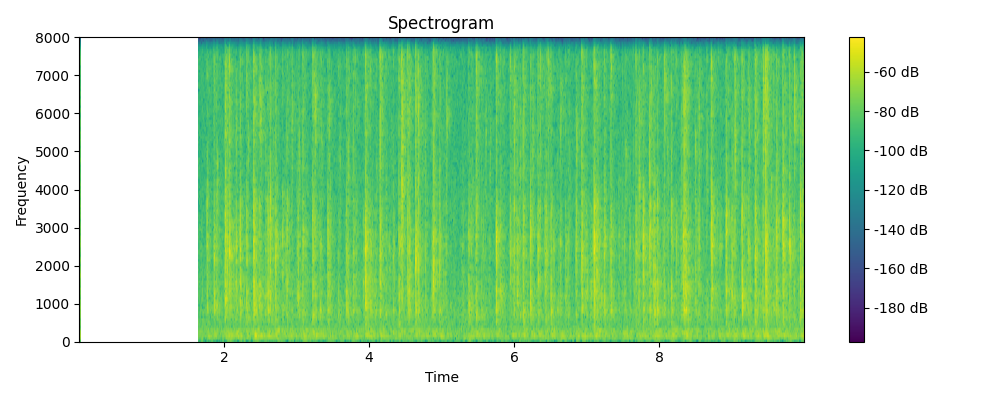 Spectrogram
8000
7000
6000
5000
4000
3000
2000
1000
0
Frequency
2
4
6
8
Time
-60 dB
-80 dB
-100 dB
-120 dB
-140 dB
-160 dB
-180 dB